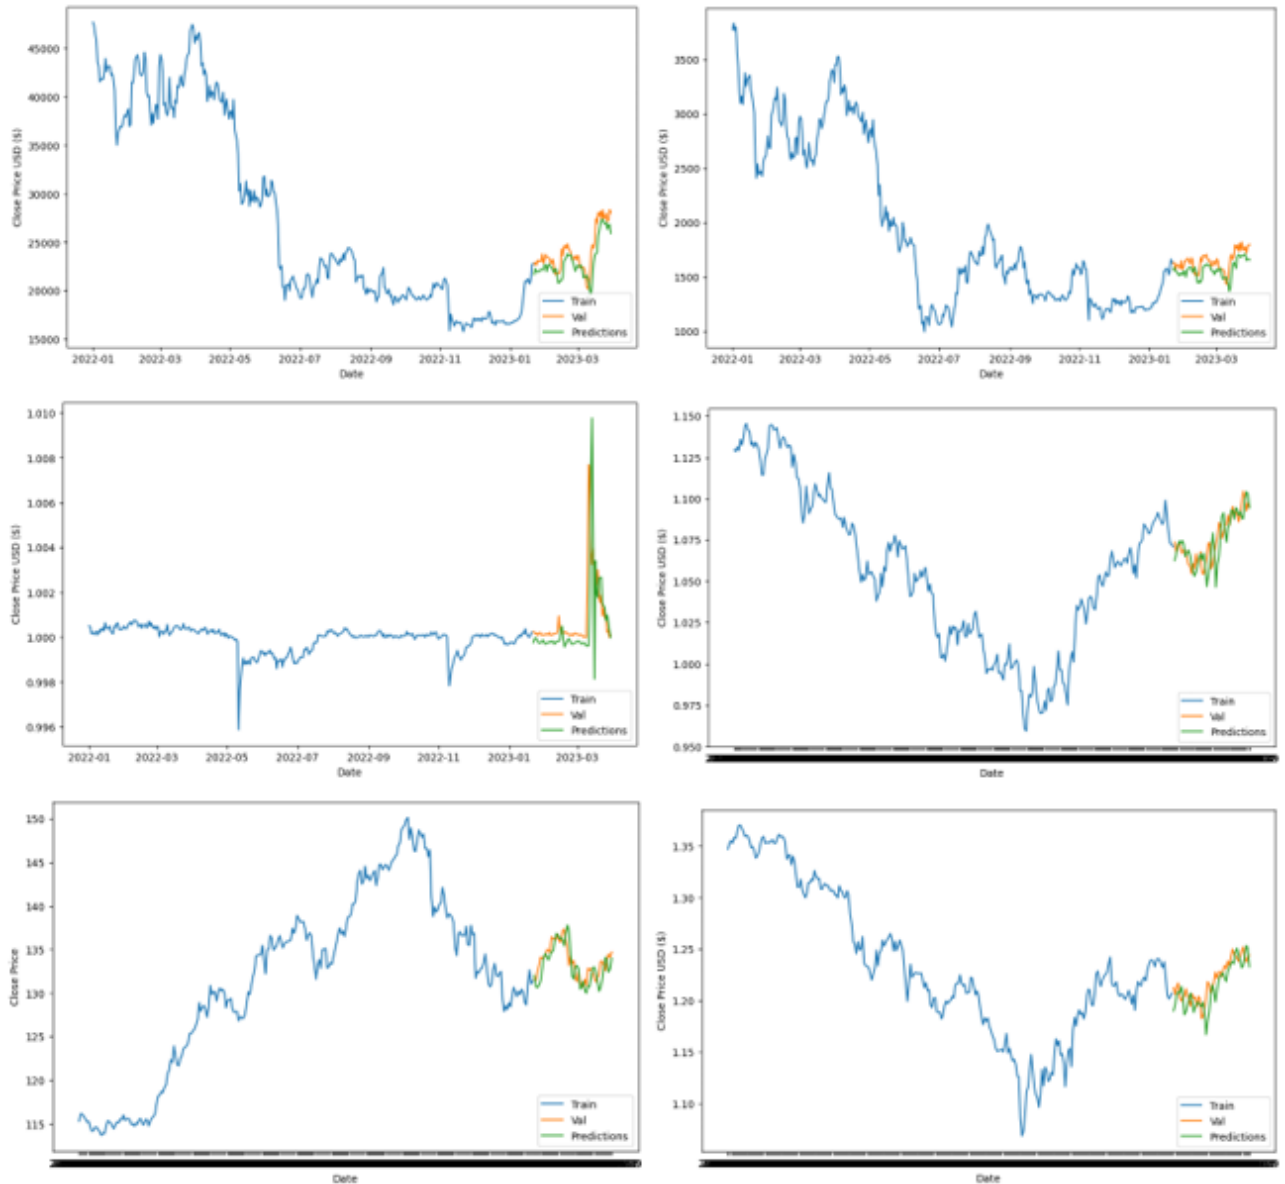 45000
40000
35000
30000
25000
20000
15000
Close Price USD ($)
2022-01 2022-03 2022-05 2022-07 2022-09 2022-11 2023-01 2023-03
Date
Train
Val
Predictions
3500
3000
2500
2000
1500
1000
Close Price USD ($)
2022-01 2022-03 2022-05 2022-07 2022-09 2022-11 2023-01 2023-03
Date
Train
Val
Predictions
1.010
1.008
1.006
1.004
1.002
1.000
0.998
0.996
Close Price USD ($)
2022-01 2022-03 2022-05 2022-07 2022-09 2022-11 2023-01 2023-03
Date
Train
Val
Predictions
1.150
1.125
1.100
1.075
1.050
1.025
1.000
0.975
0.950
Close Price USD ($)
Date
Train
Val
Predictions
150
145
140
135
130
125
120
115
Close Price
Date
Train
Val
Predictions
1.35
1.30
1.25
1.20
1.15
1.10
Close Price USD ($)
Date
Train
Val
Predictions